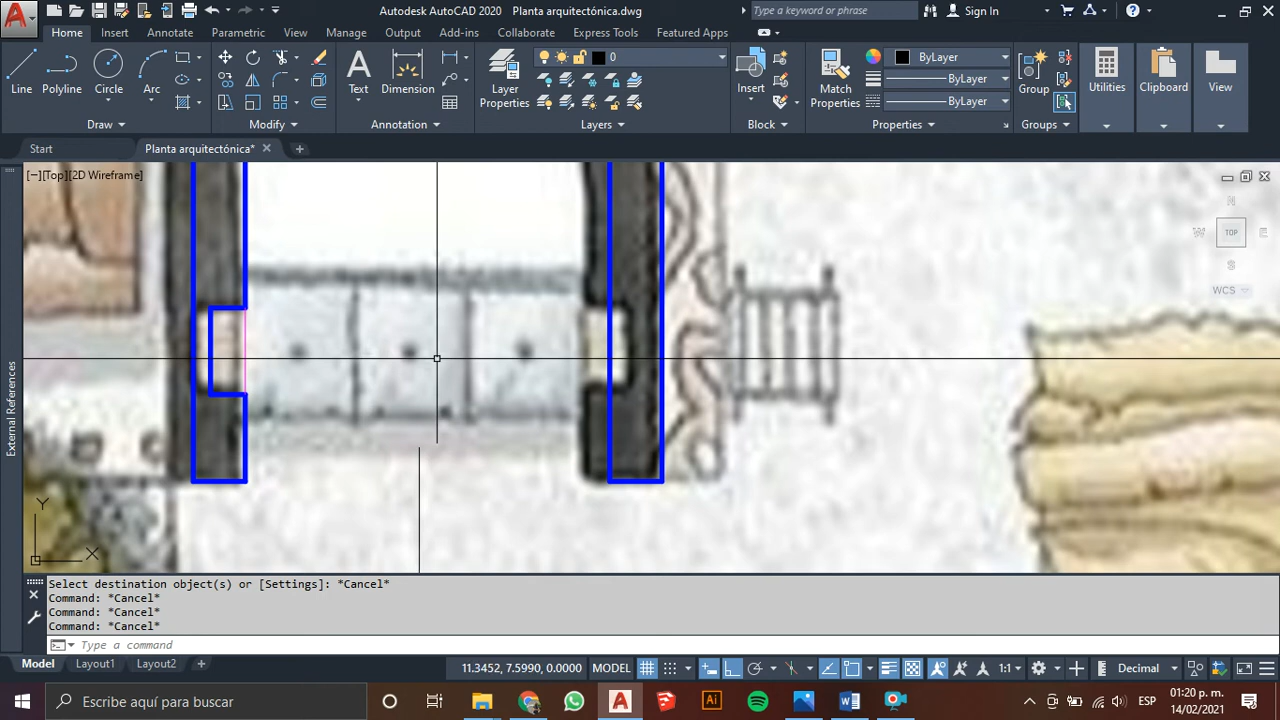 Autodesk AutoCAD 2020 Planta arquitectónica.dwg
Type a keyword or phrase
Sign In
Home Insert Annotate Parametric View Manage Output Add-ins Collaborate Express Tools Featured Apps
Line Polyline Circle Arc
Text Dimension
Layer Properties
0
Insert
Match Properties
ByLayer
ByLayer
ByLayer
Group
Utilities
Clipboard
View
Draw Modify Annotation Layers Block Properties Groups
Start Planta arquitectónica*
[−][Top][2D Wireframe]
N
W TOP E
S
WCS
External References
Y
X
Select destination object(s) or [Settings]: *Cancel*
Command: *Cancel*
Command: *Cancel*
Command: *Cancel*
Type a command
Model Layout1 Layout2
11.3452, 7.5990, 0.0000 MODEL 1:1 Decimal
Escribe aquí para buscar
ESP
01:20 p. m.
14/02/2021